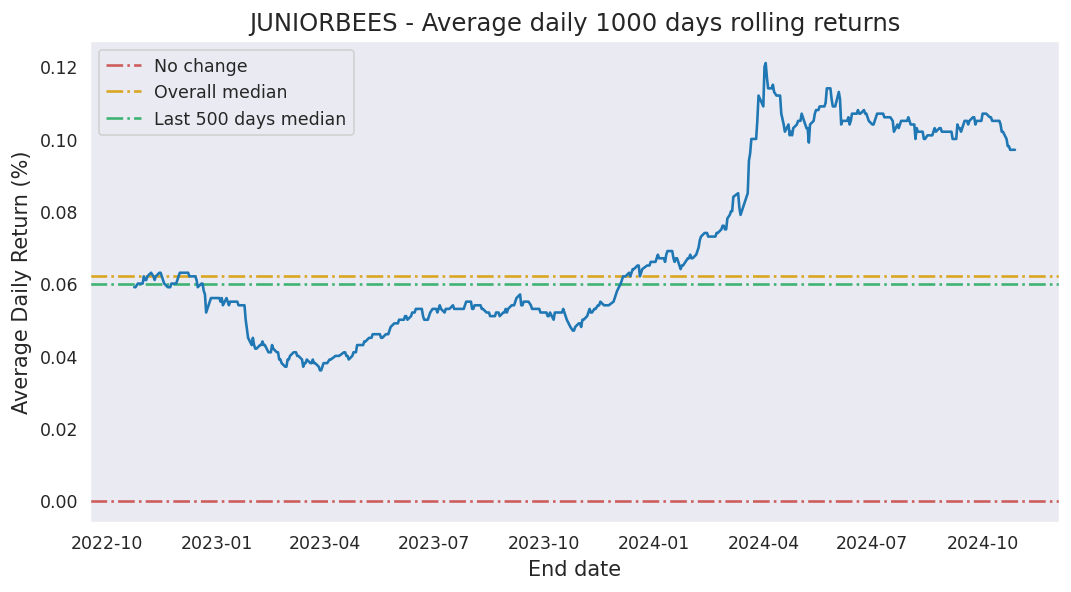 JUNIORBEES - Average daily 1000 days rolling returns
No change
Overall median
Last 500 days median
Average Daily Return (%)
0.12
0.10
0.08
0.06
0.04
0.02
0.00
2022-10 2023-01 2023-04 2023-07 2023-10 2024-01 2024-04 2024-07 2024-10
End date